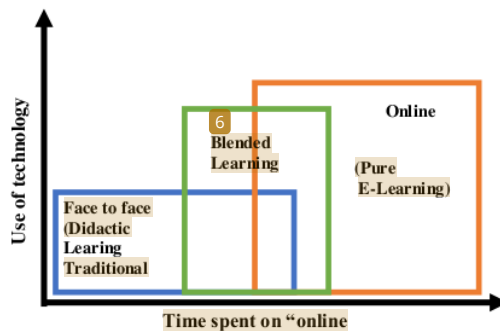 Use of technology
6
Blended
Learning
Online
(Pure
E-Learning)
Face to face
(Didactic
Learing
Traditional
Time spent on “online